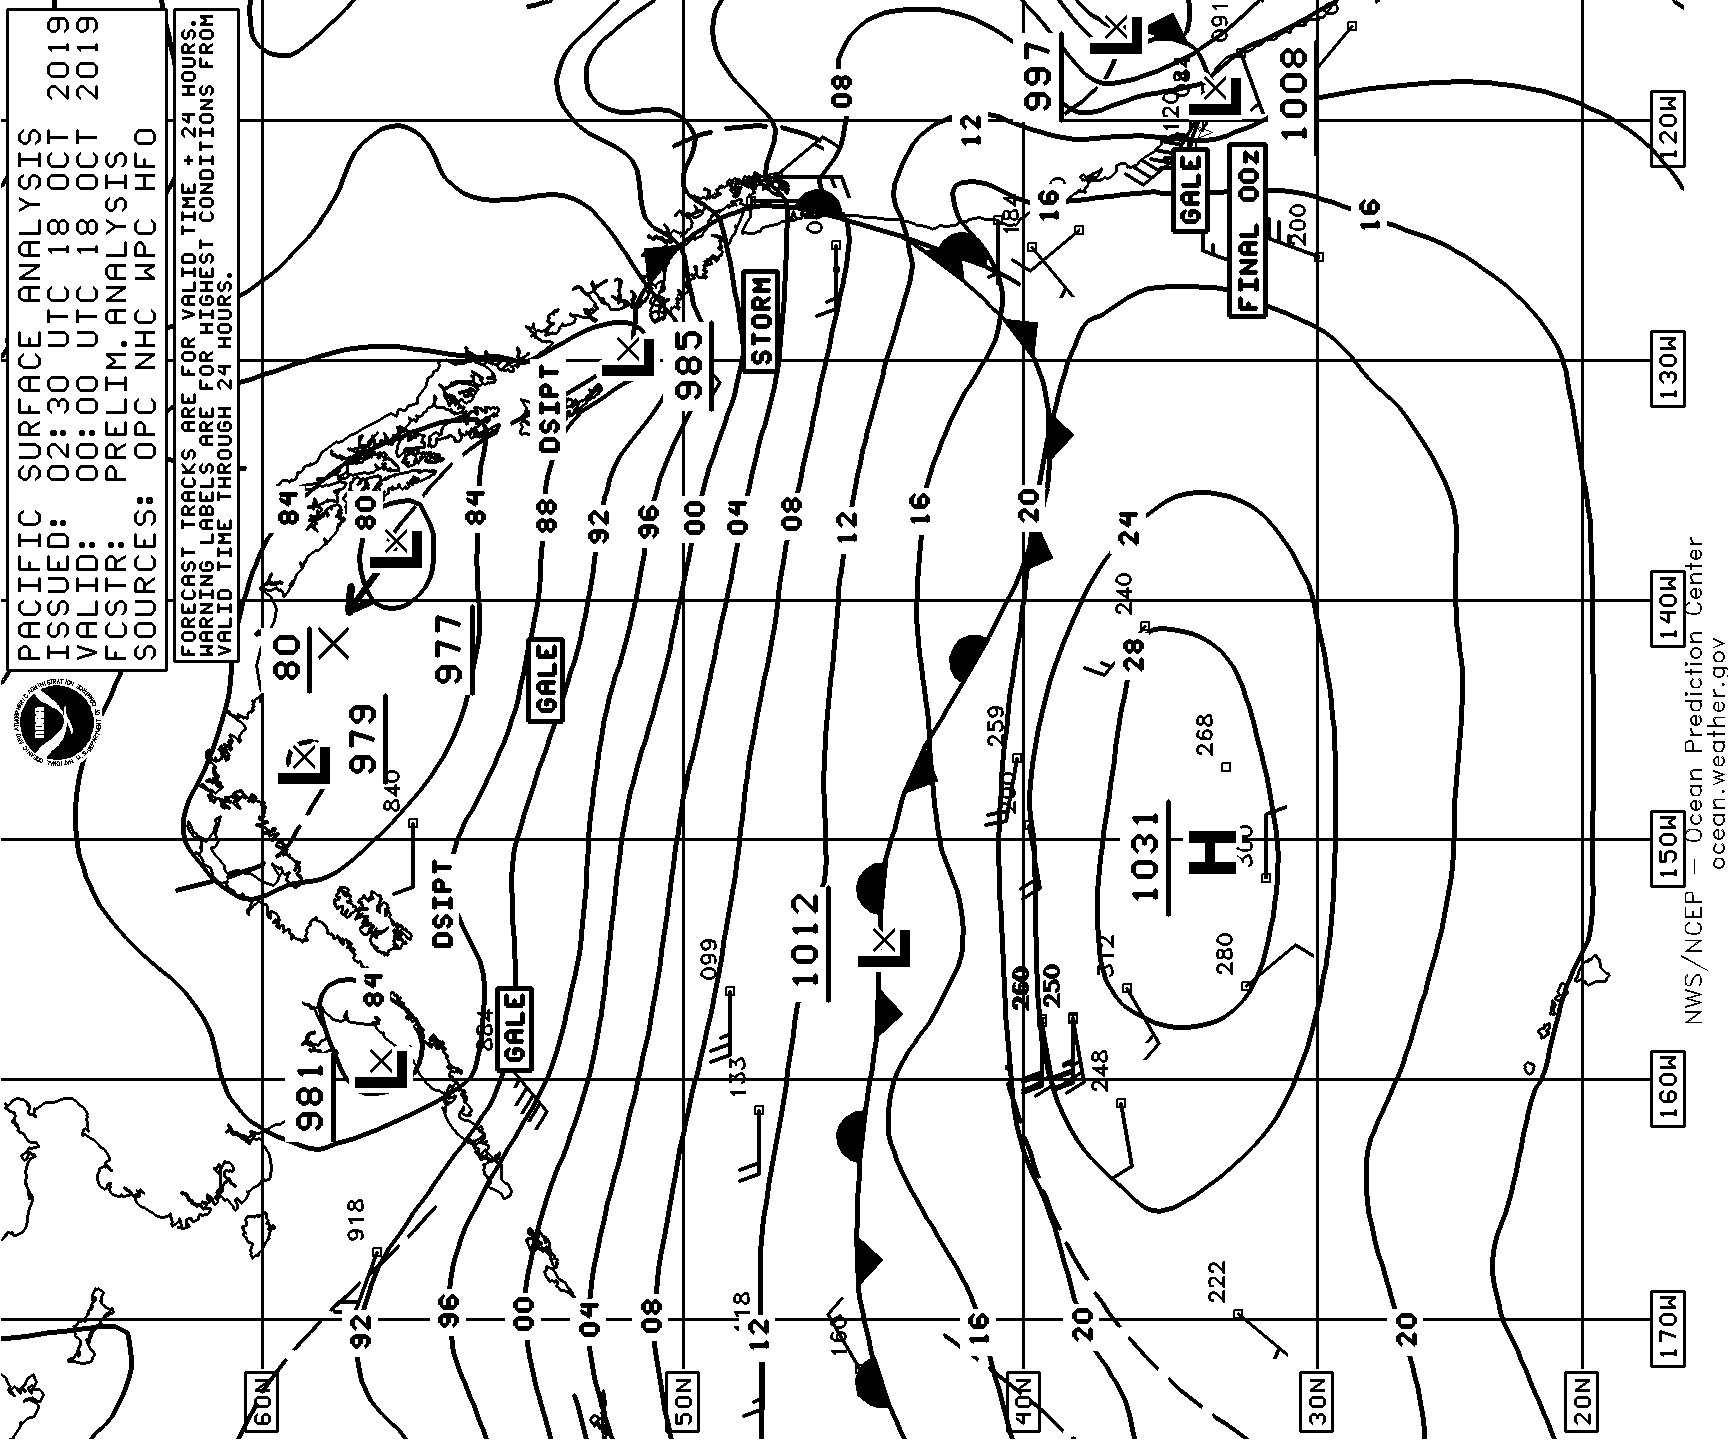 PACIFIC SURFACE ANALYSIS
ISSUED: 02:30 UTC 18 OCT 2019
VALID: 00:00 UTC 18 OCT 2019
FCSTR: PRELIM.ANALYSIS
SOURCES: OPC NHC WPC HFO
FORECAST TRACKS ARE FOR VALID TIME + 24 HOURS.
WARNING LABELS ARE FOR HIGHEST CONDITIONS FROM
VALID TIME THROUGH 24 HOURS.
NOAA
60N
50N
40N
30N
20N
170W
160W
150W
140W
130W
120W
92
96
00
04
08
12
16
20
20
918
718
160
222
981
L
84
GALE
133
099
1012
L
260
250
248
312
280
DSIPT
840
979
L
80
977
L
80
84
GALE
259
1031
H
300
268
28
240
24
84
88
92
96
00
04
08
12
16
20
DSIPT
985
L
STORM
GALE
FINAL 00z
200
16
16
12
08
184
120
084
997
L
L
1008
091
NWS/NCEP – Ocean Prediction Center
ocean.weather.gov